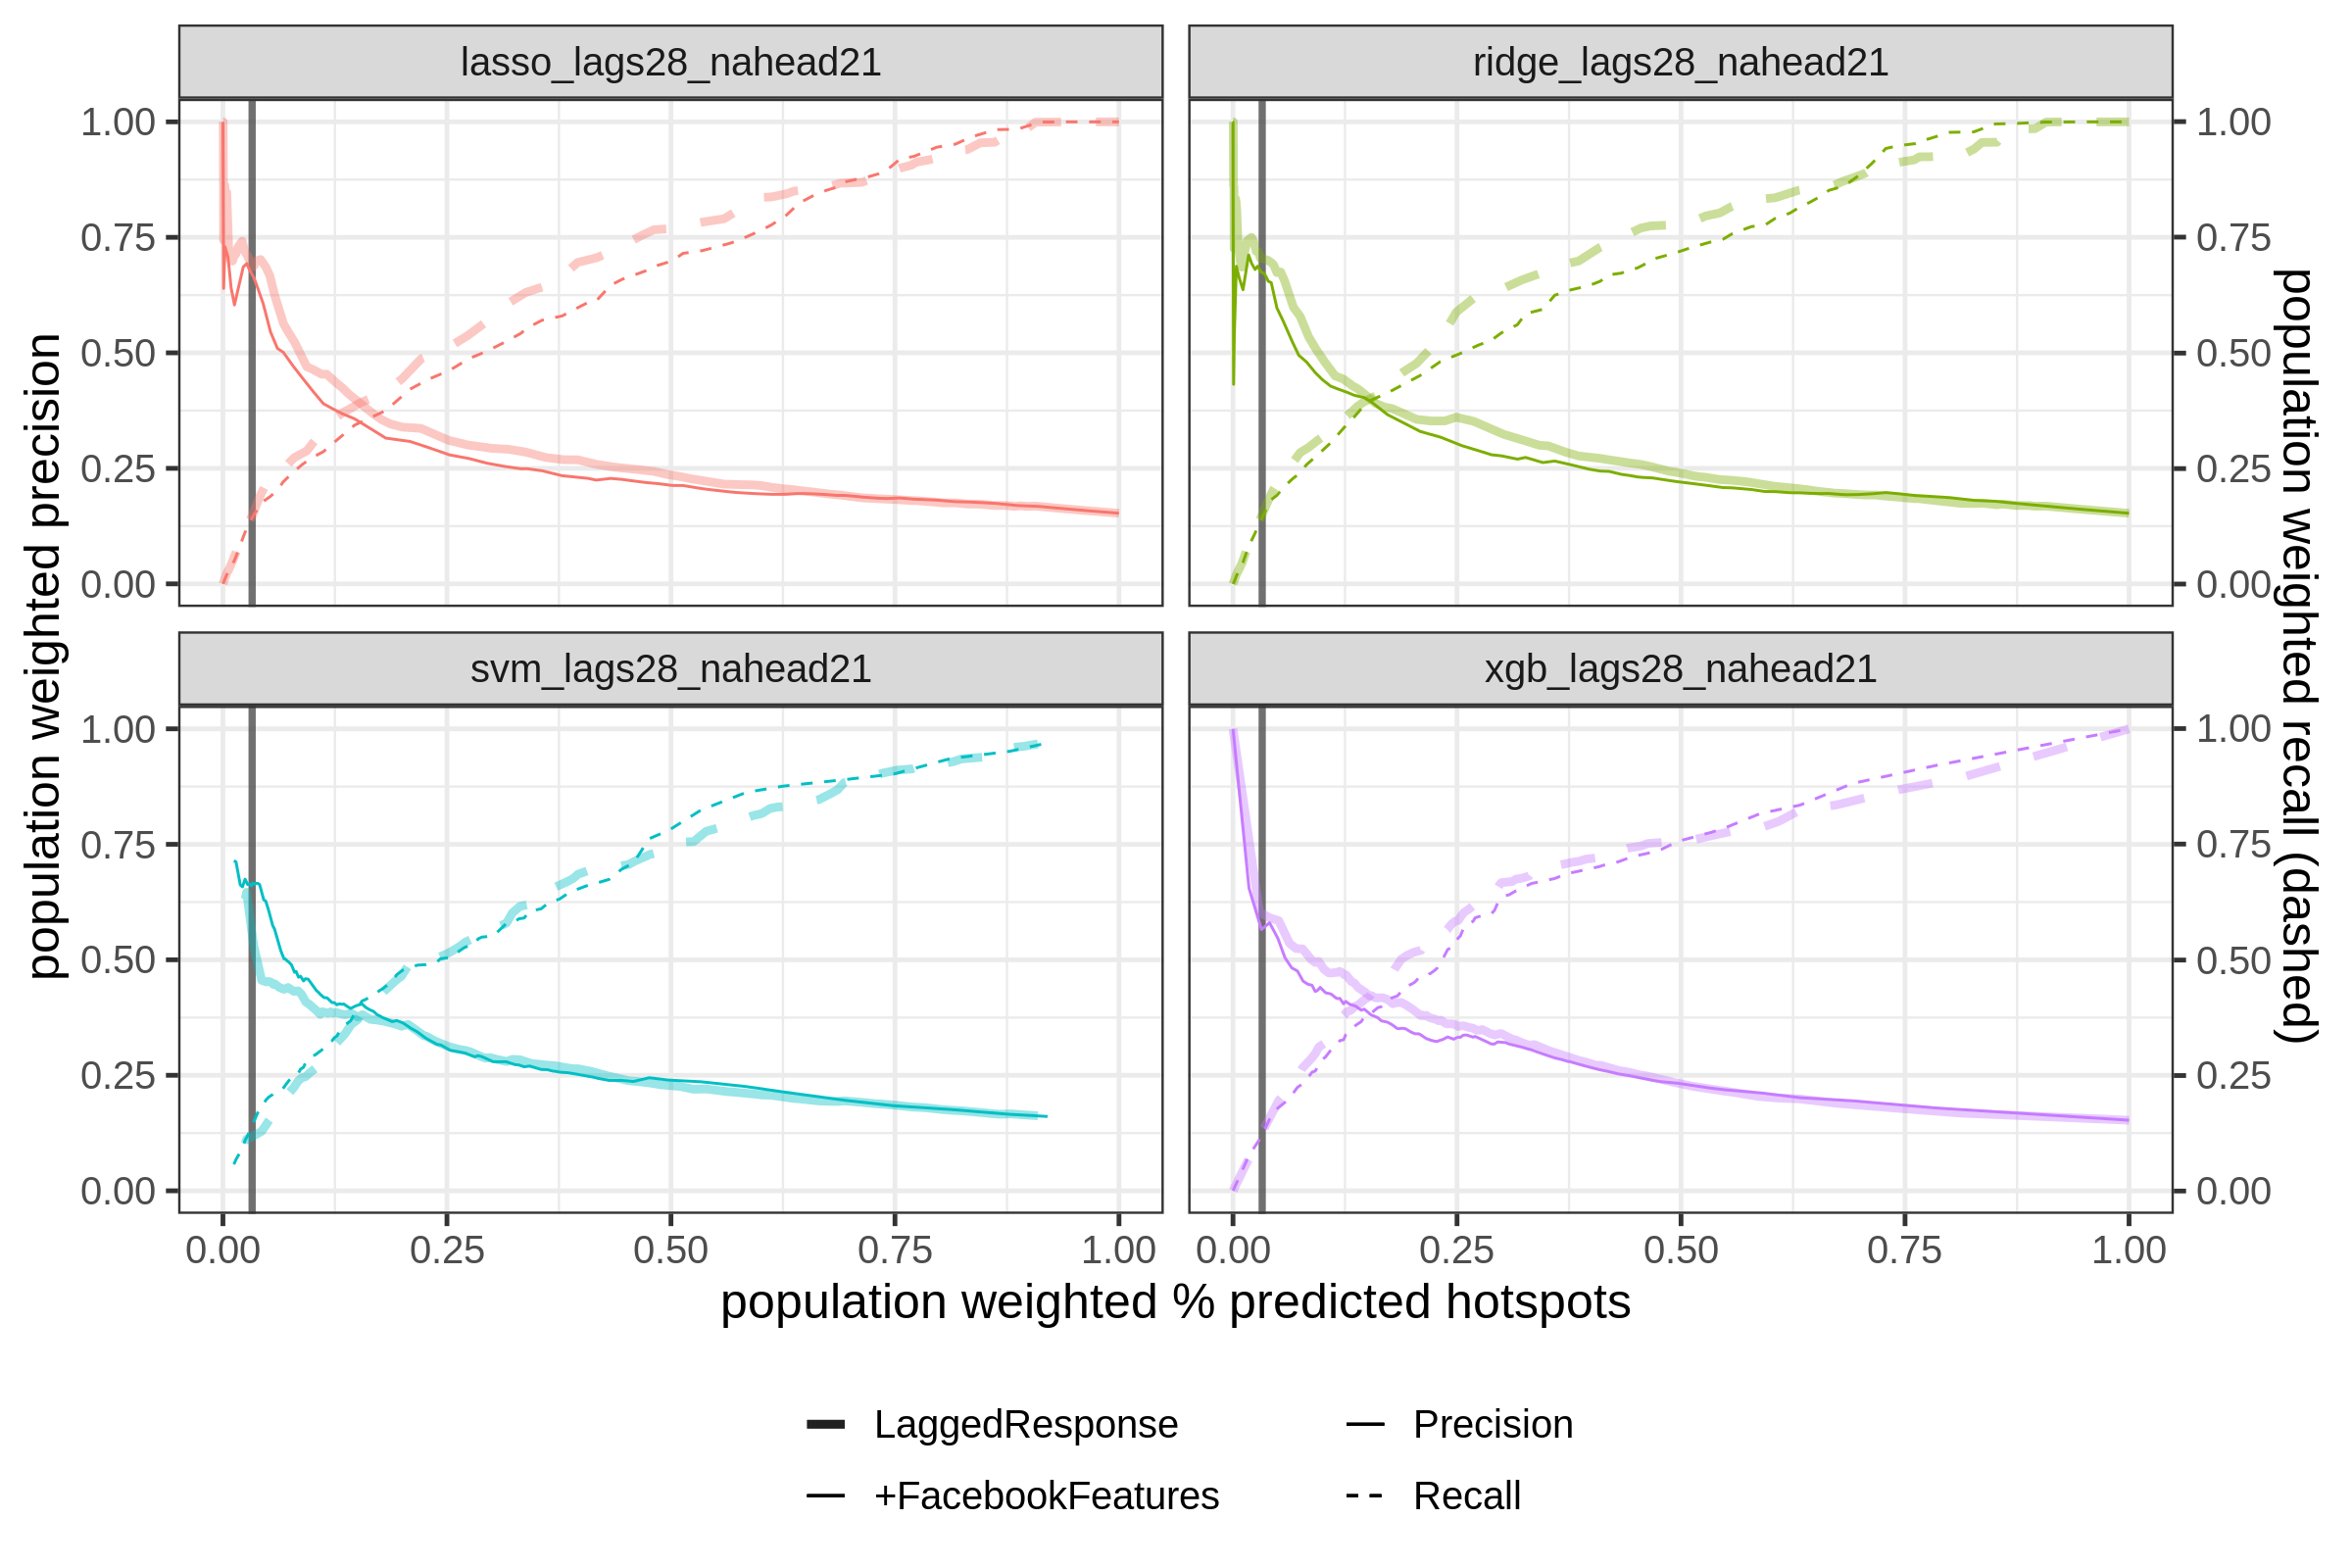 lasso_lags28_nahead21
ridge_lags28_nahead21
1.00
0.75
0.50
0.25
0.00
1.00
0.75
0.50
0.25
0.00
svm_lags28_nahead21
xgb_lags28_nahead21
1.00
0.75
0.50
0.25
0.00
1.00
0.75
0.50
0.25
0.00
0.00 0.25 0.50 0.75 1.00
0.00 0.25 0.50 0.75 1.00
population weighted precision
population weighted recall (dashed)
population weighted % predicted hotspots
LaggedResponse
+FacebookFeatures
Precision
Recall